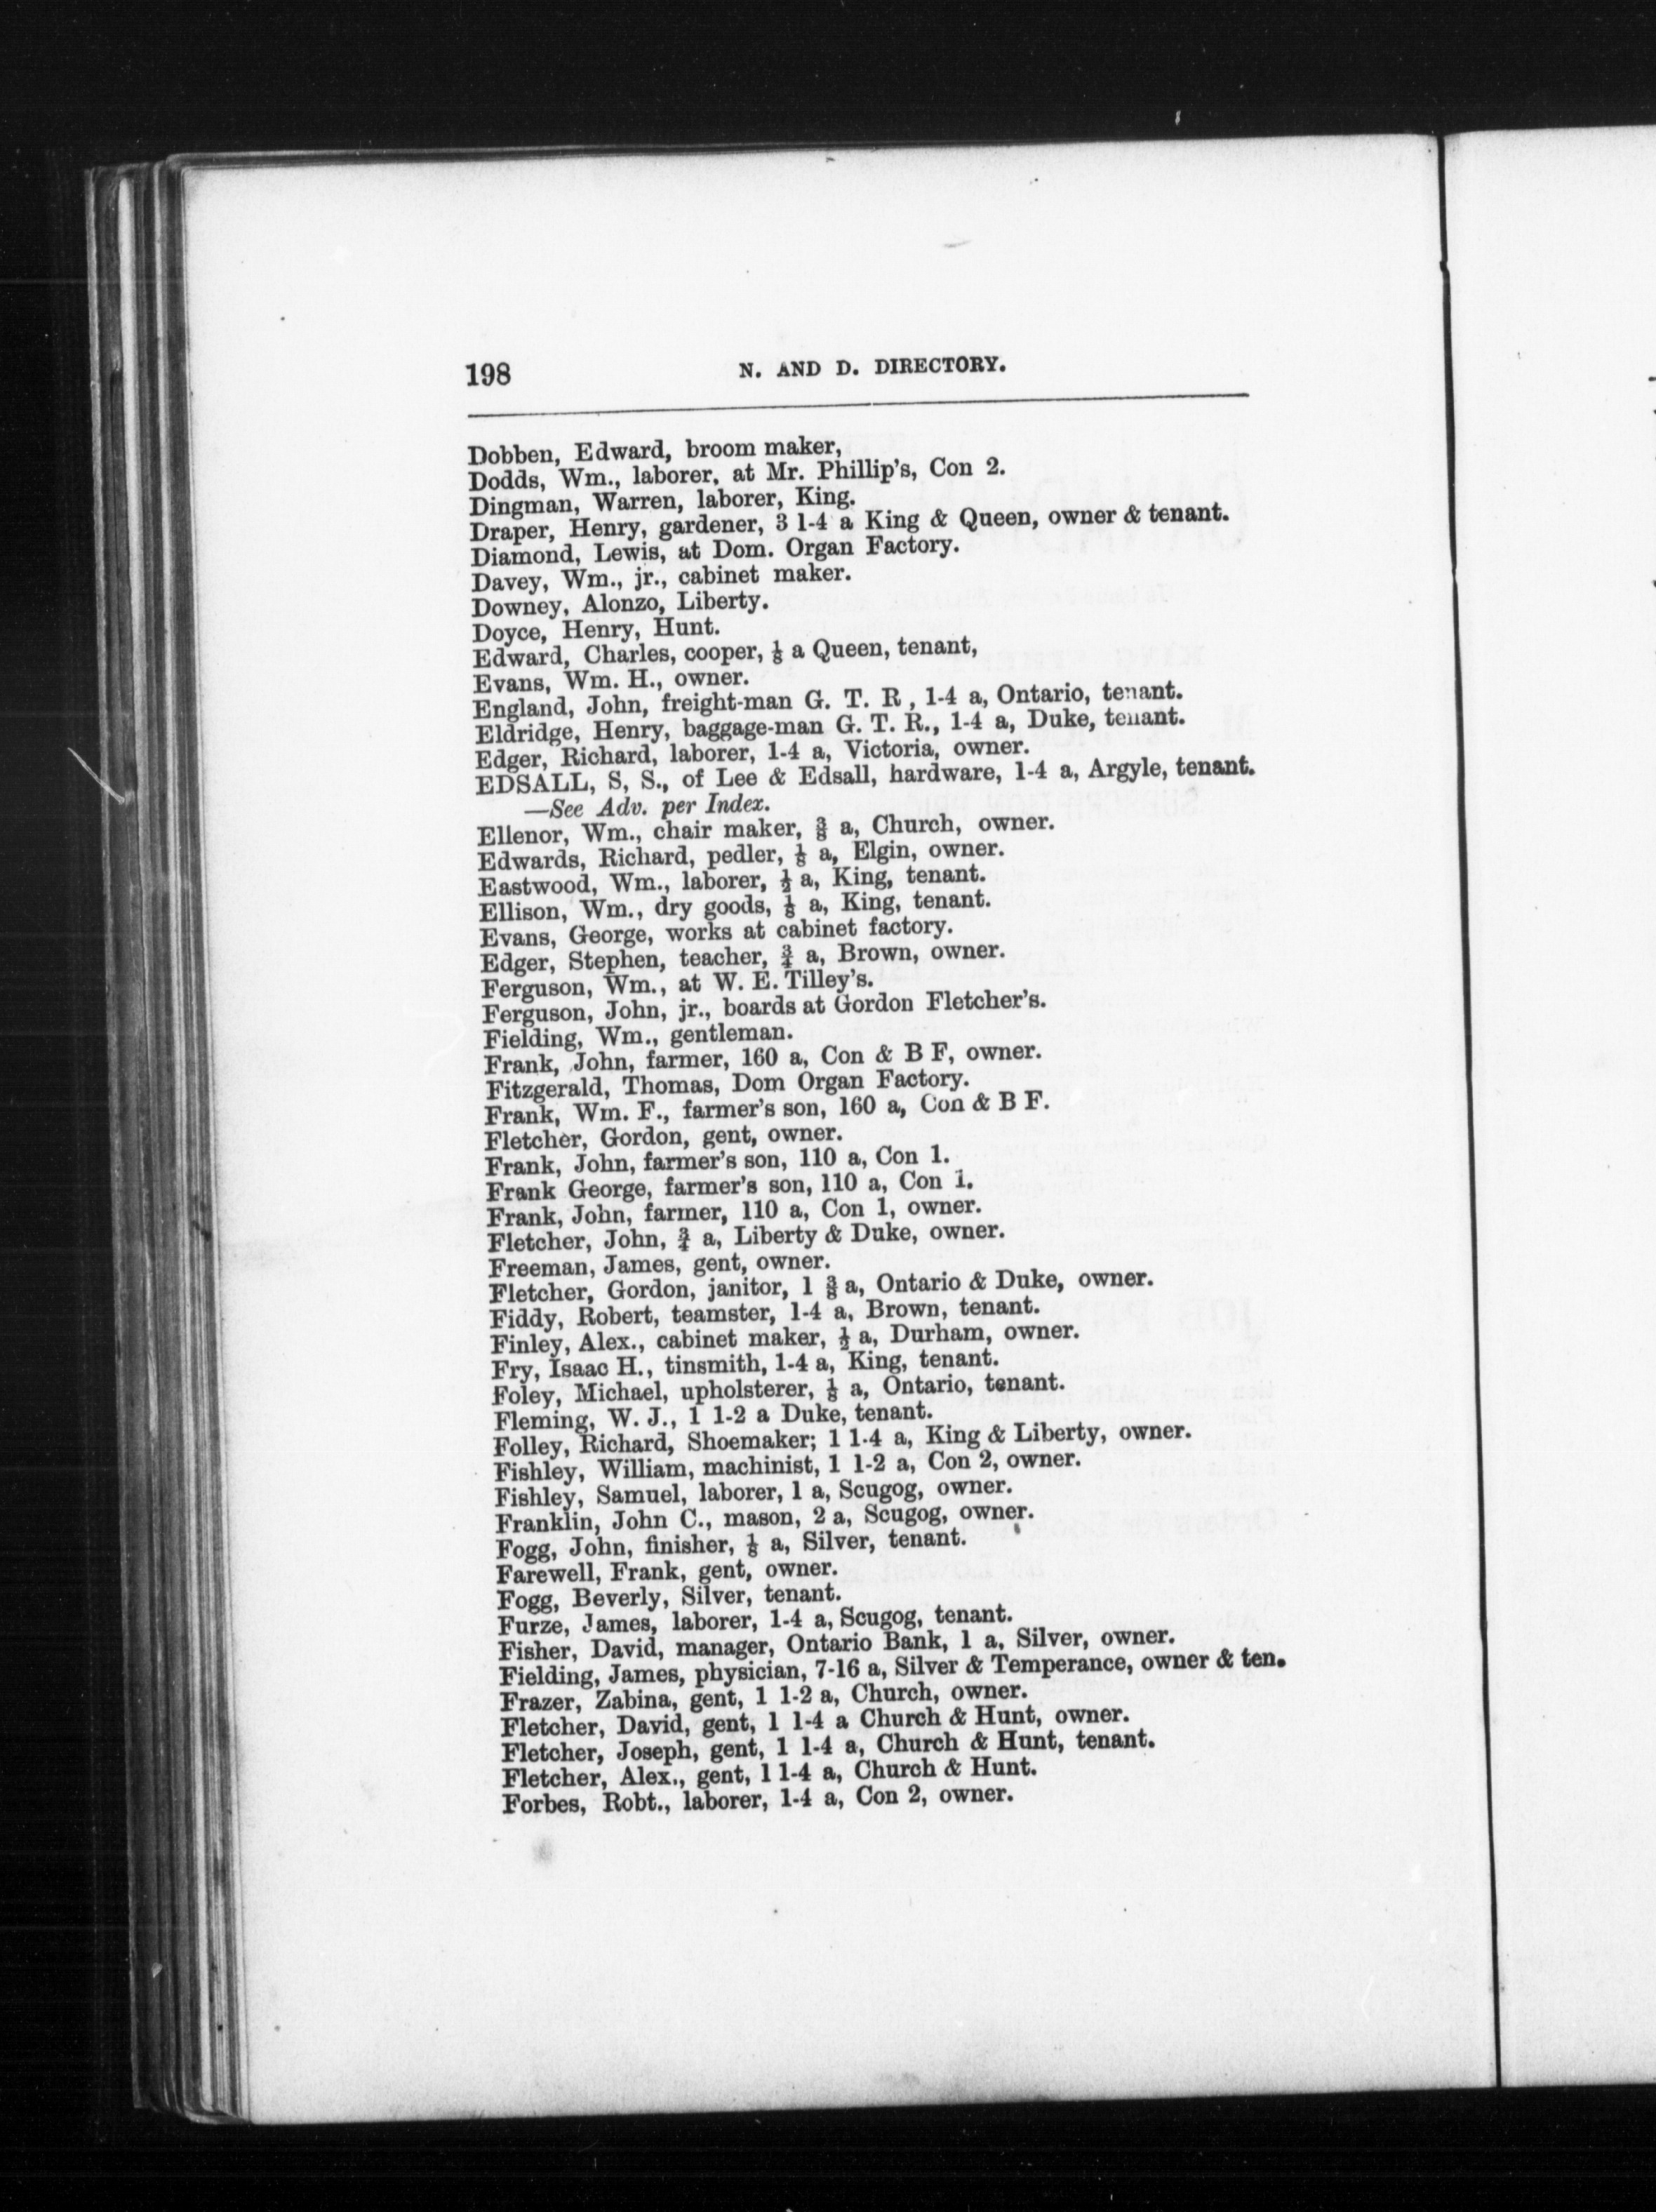 198 N. AND D. DIRECTORY.
Dobben, Edward, broom maker,
Dodds, Wm., laborer, at Mr. Phillip's, Con 2.
Dingman, Warren, laborer, King.
Draper, Henry, gardener, 3 1-4 a King & Queen, owner & tenant.
Diamond, Lewis, at Dom. Organ Factory.
Davey, Wm., jr., cabinet maker.
Downey, Alonzo, Liberty.
Doyce, Henry, Hunt.
Edward, Charles, cooper, ⅛ a Queen, tenant,
Evans, Wm. H., owner.
England, John, freight-man G. T. R , 1-4 a, Ontario, tenant.
Eldridge, Henry, baggage-man G. T. R., 1-4 a, Duke, tenant.
Edger, Richard, laborer, 1-4 a, Victoria, owner.
EDSALL, S, S., of Lee & Edsall, hardware, 1-4 a, Argyle, tenant.
—See Adv. per Index.
Ellenor, Wm., chair maker, ⅜ a, Church, owner.
Edwards, Richard, pedler, ⅛ a, Elgin, owner.
Eastwood, Wm., laborer, ½ a, King, tenant.
Ellison, Wm., dry goods, ⅛ a, King, tenant.
Evans, George, works at cabinet factory.
Edger, Stephen, teacher, ¾ a, Brown, owner.
Ferguson, Wm., at W. E. Tilley's.
Ferguson, John, jr., boards at Gordon Fletcher's.
Fielding, Wm., gentleman.
Frank, John, farmer, 160 a, Con & B F, owner.
Fitzgerald, Thomas, Dom Organ Factory.
Frank, Wm. F., farmer's son, 160 a, Con & B F.
Fletcher, Gordon, gent, owner.
Frank, John, farmer's son, 110 a, Con 1.
Frank George, farmer's son, 110 a, Con 1.
Frank, John, farmer, 110 a, Con 1, owner.
Fletcher, John, ¾ a, Liberty & Duke, owner.
Freeman, James, gent, owner.
Fletcher, Gordon, janitor, 1 ⅜ a, Ontario & Duke, owner.
Fiddy, Robert, teamster, 1-4 a, Brown, tenant.
Finley, Alex., cabinet maker, ½ a, Durham, owner.
Fry, Isaac H., tinsmith, 1-4 a, King, tenant.
Foley, Michael, upholsterer, ⅛ a, Ontario, tenant.
Fleming, W. J., 1 1-2 a Duke, tenant.
Folley, Richard, Shoemaker; 1 1-4 a, King & Liberty, owner.
Fishley, William, machinist, 1 1-2 a, Con 2, owner.
Fishley, Samuel, laborer, 1 a, Scugog, owner.
Franklin, John C., mason, 2 a, Scugog, owner.
Fogg, John, finisher, ⅛ a, Silver, tenant.
Farewell, Frank, gent, owner.
Fogg, Beverly, Silver, tenant.
Furze, James, laborer, 1-4 a, Scugog, tenant.
Fisher, David, manager, Ontario Bank, 1 a, Silver, owner.
Fielding, James, physician, 7-16 a, Silver & Temperance, owner & ten.
Frazer, Zabina, gent, 1 1-2 a, Church, owner.
Fletcher, David, gent, 1 1-4 a Church & Hunt, owner.
Fletcher, Joseph, gent, 1 1-4 a, Church & Hunt, tenant.
Fletcher, Alex., gent, 1 1-4 a, Church & Hunt.
Forbes, Robt., laborer, 1-4 a, Con 2, owner.